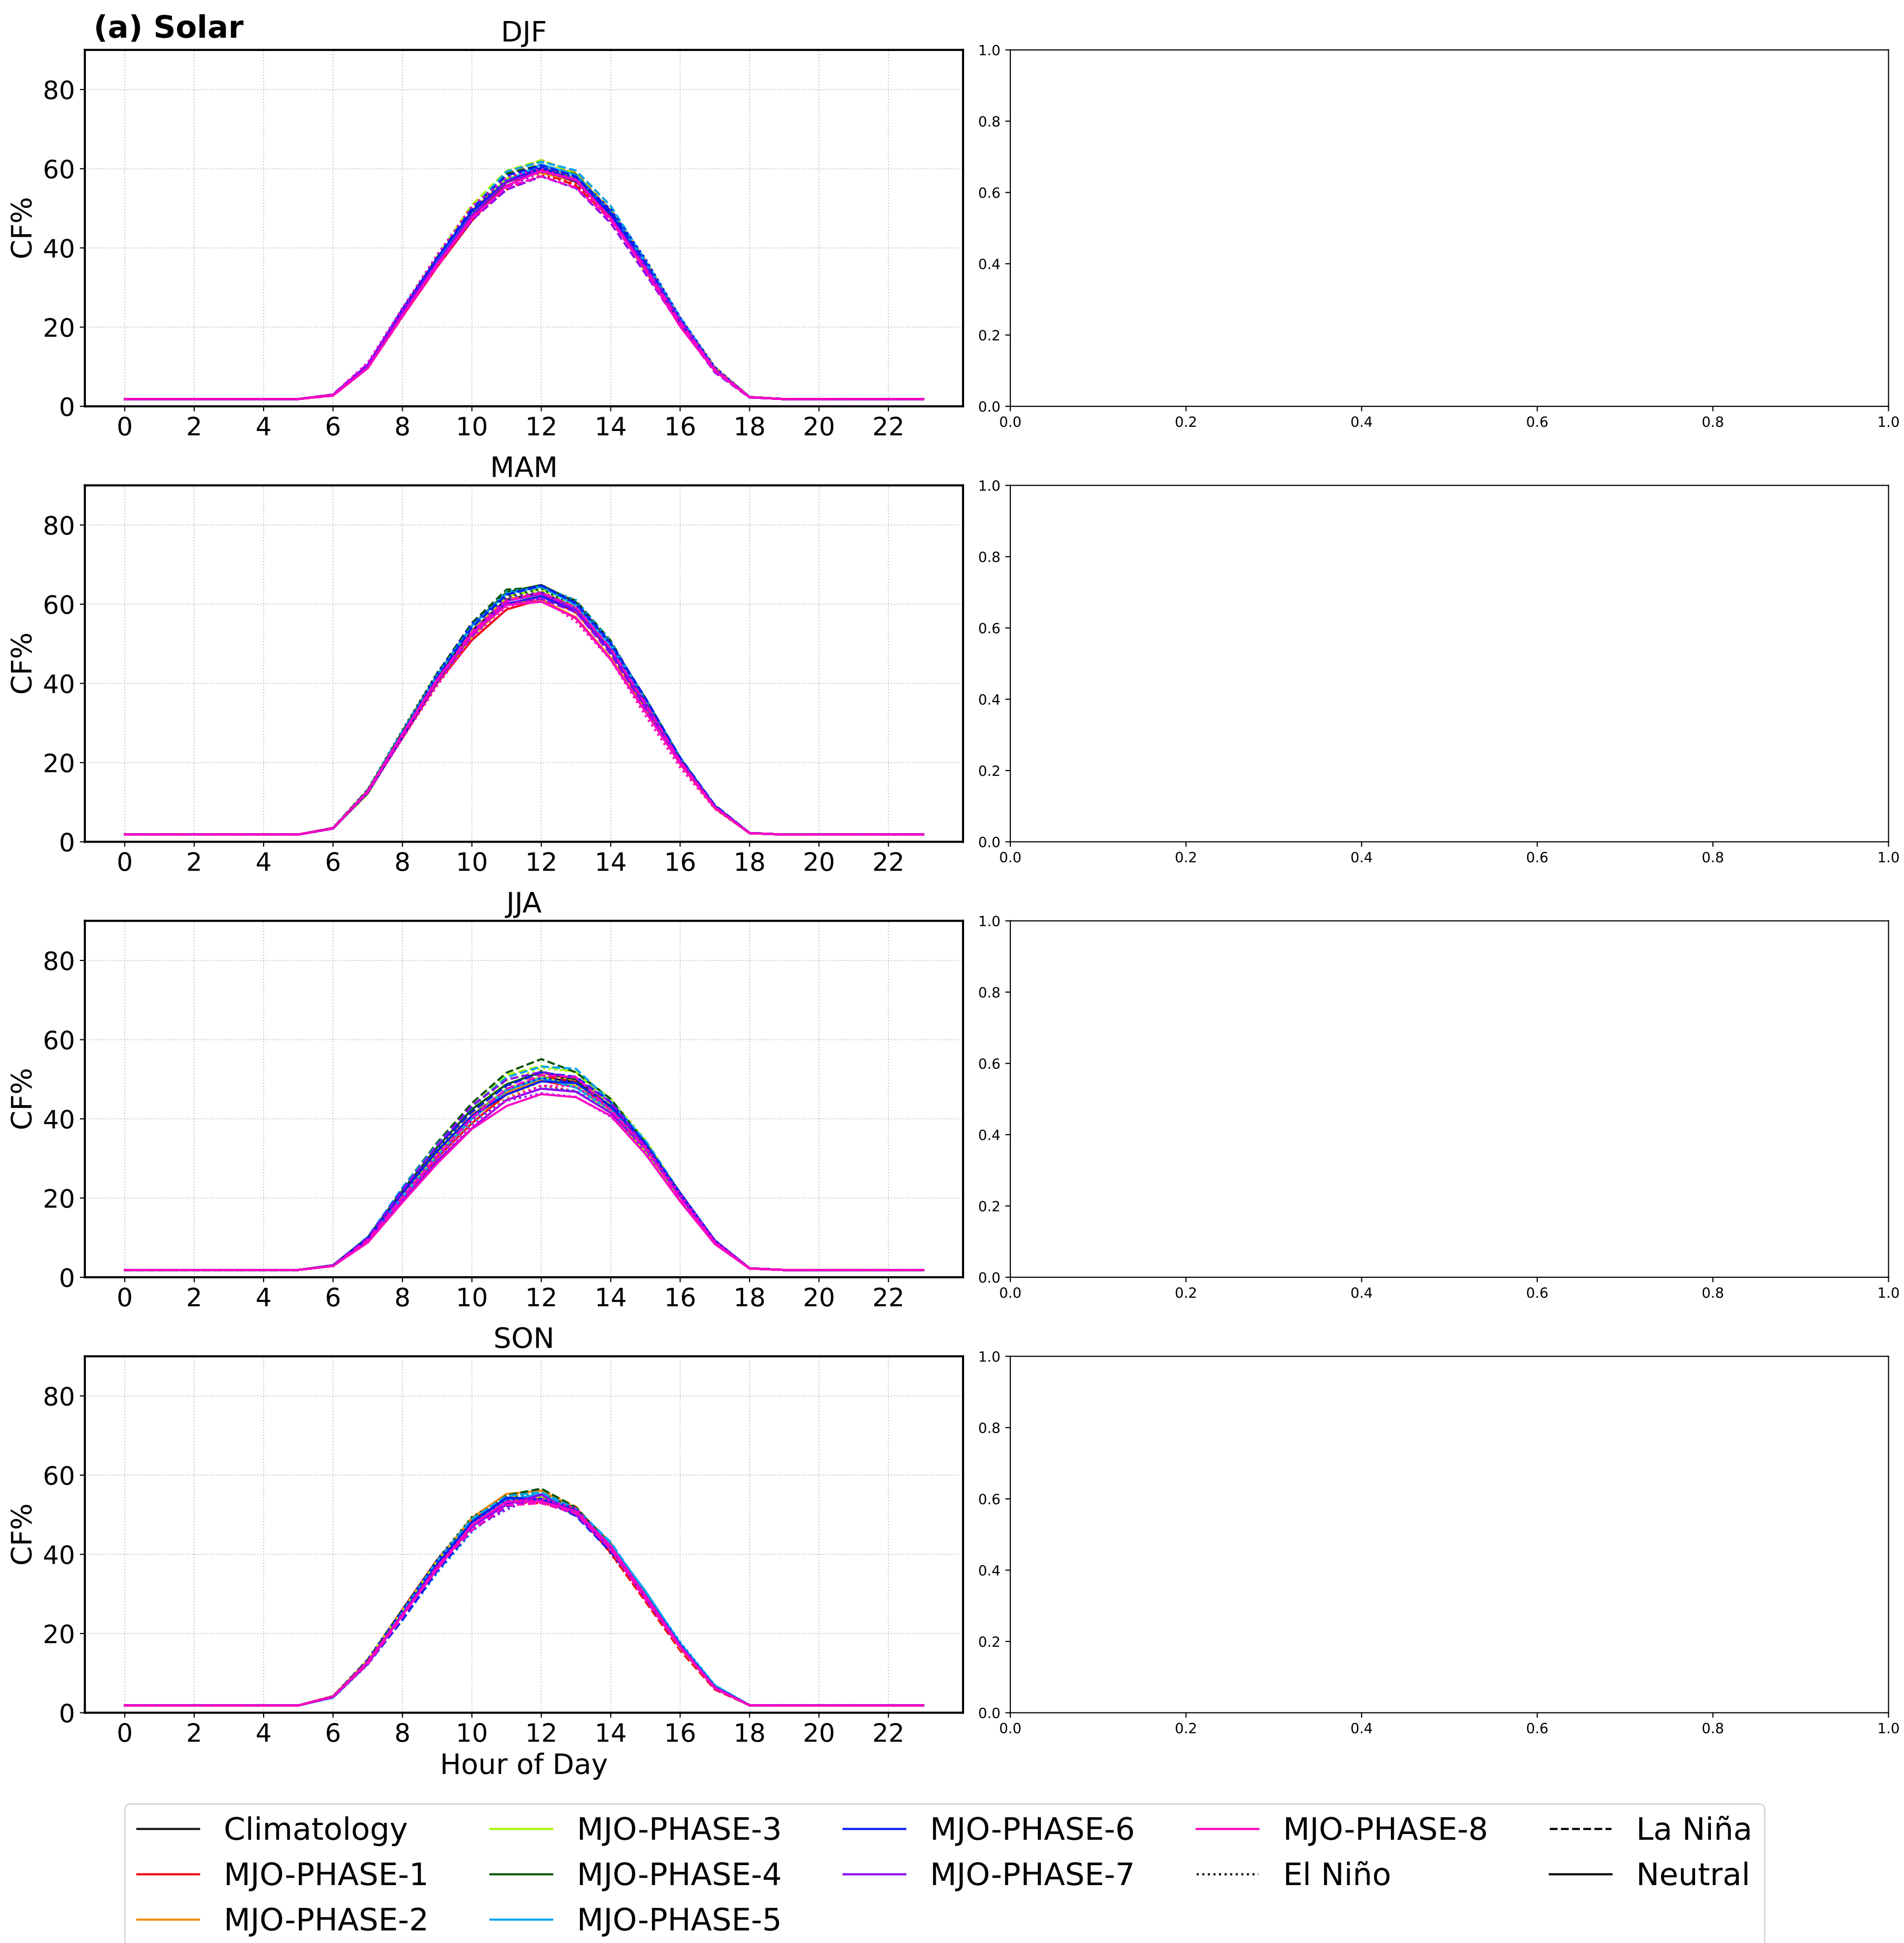 (a) Solar
DJF
CF%
80
60
40
20
0
0 2 4 6 8 10 12 14 16 18 20 22
1.0
0.8
0.6
0.4
0.2
0.0
0.0 0.2 0.4 0.6 0.8 1.0
MAM
CF%
80
60
40
20
0
0 2 4 6 8 10 12 14 16 18 20 22
1.0
0.8
0.6
0.4
0.2
0.0
0.0 0.2 0.4 0.6 0.8 1.0
JJA
CF%
80
60
40
20
0
0 2 4 6 8 10 12 14 16 18 20 22
1.0
0.8
0.6
0.4
0.2
0.0
0.0 0.2 0.4 0.6 0.8 1.0
SON
CF%
80
60
40
20
0
0 2 4 6 8 10 12 14 16 18 20 22
Hour of Day
1.0
0.8
0.6
0.4
0.2
0.0
0.0 0.2 0.4 0.6 0.8 1.0
Climatology
MJO-PHASE-1
MJO-PHASE-2
MJO-PHASE-3
MJO-PHASE-4
MJO-PHASE-5
MJO-PHASE-6
MJO-PHASE-7
MJO-PHASE-8
El Niño
La Niña
Neutral